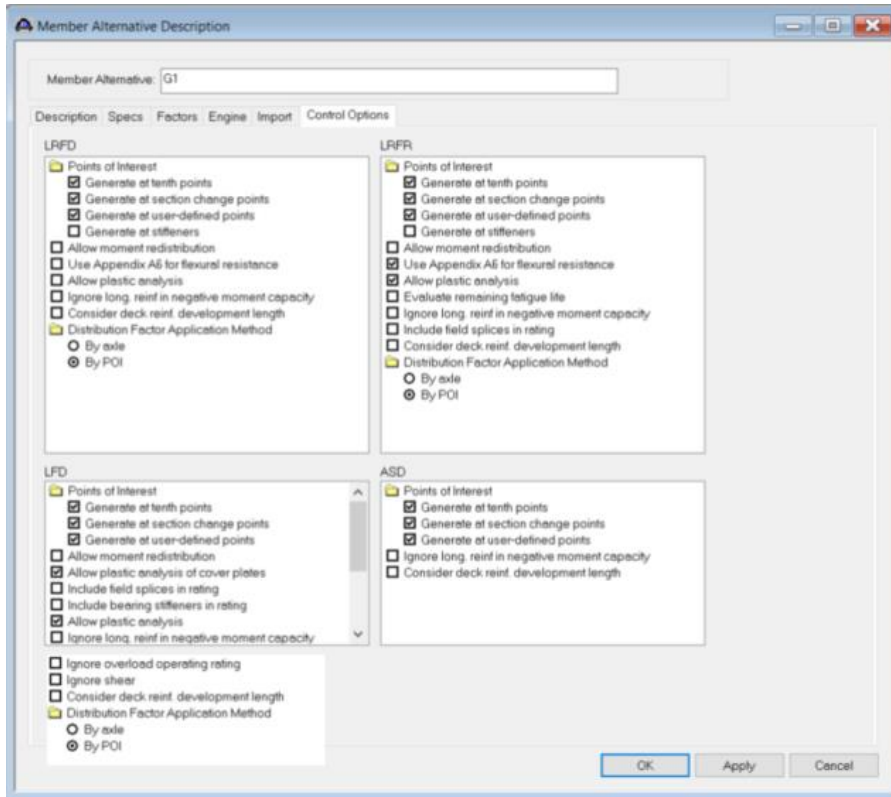 Member Alternative Description
Member Alternative: G1
Description Specs Factors Engine Import Control Options
LRFD
Points of Interest
Generate at tenth points
Generate at section change points
Generate at user-defined points
Generate at stiffeners
Allow moment redistribution
Use Appendix A6 for flexural resistance
Allow plastic analysis
Ignore long. reinf in negative moment capacity
Consider deck reinf. development length
Distribution Factor Application Method
By axle
By POI
LRFR
Points of Interest
Generate at tenth points
Generate at section change points
Generate at user-defined points
Generate at stiffeners
Allow moment redistribution
Use Appendix A6 for flexural resistance
Allow plastic analysis
Evaluate remaining fatigue life
Ignore long. reinf in negative moment capacity
Include field splices in rating
Consider deck reinf. development length
Distribution Factor Application Method
By axle
By POI
LFD
Points of Interest
Generate at tenth points
Generate at section change points
Generate at user-defined points
Allow moment redistribution
Allow plastic analysis of cover plates
Include field splices in rating
Include bearing stiffeners in rating
Allow plastic analysis
Ignore long. reinf in negative moment capacity
Ignore overload operating rating
Ignore shear
Consider deck reinf. development length
Distribution Factor Application Method
By axle
By POI
ASD
Points of Interest
Generate at tenth points
Generate at section change points
Generate at user-defined points
Ignore long. reinf in negative moment capacity
Consider deck reinf. development length
OK Apply Cancel